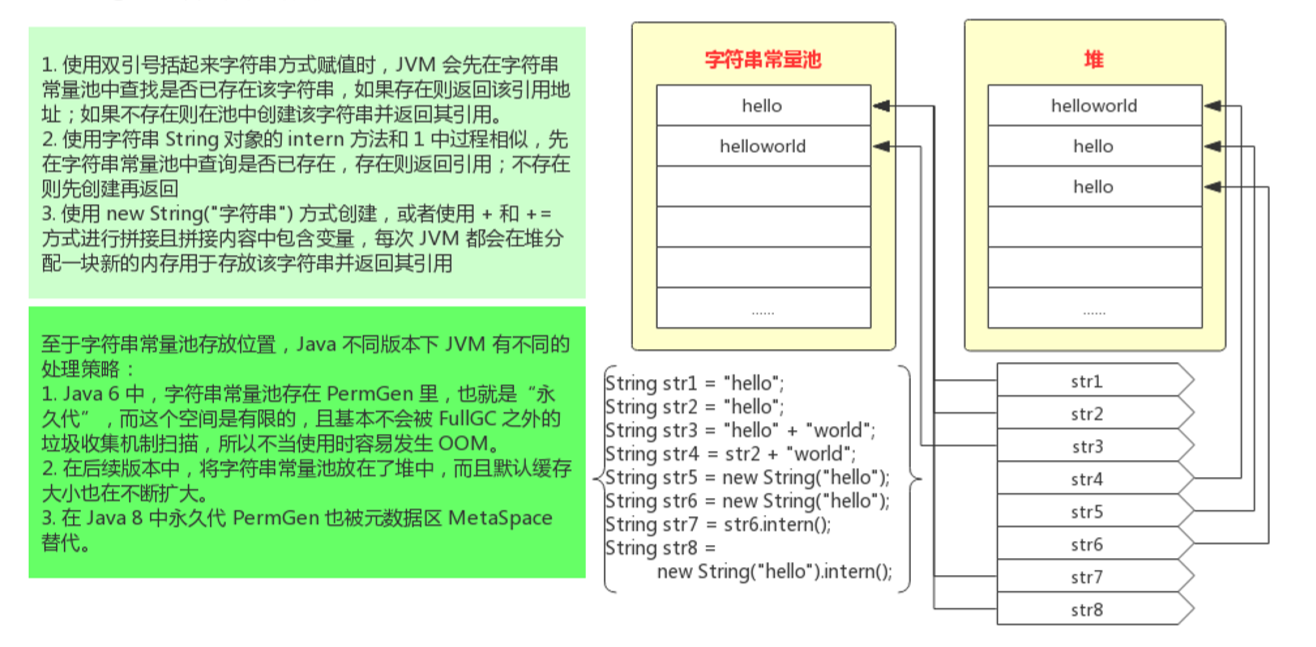 1. 使用双引号括起来字符串方式赋值时，JVM 会先在字符串
常量池中查找是否已存在该字符串，如果存在则返回该引用地
址；如果不存在则在池中创建该字符串并返回其引用。
2. 使用字符串 String 对象的 intern 方法和 1 中过程相似，先
在字符串常量池中查询是否已存在，存在则返回引用；不存在
则先创建再返回
3. 使用 new String("字符串") 方式创建，或者使用 + 和 +=
方式进行拼接且拼接内容中包含变量，每次 JVM 都会在堆分
配一块新的内存用于存放该字符串并返回其引用
至于字符串常量池存放位置，Java 不同版本下 JVM 有不同的
处理策略：
1. Java 6 中，字符串常量池存在 PermGen 里，也就是“永
久代”，而这个空间是有限的，且基本不会被 FullGC 之外的
垃圾收集机制扫描，所以不当使用时容易发生 OOM。
2. 在后续版本中，将字符串常量池放在了堆中，而且默认缓存
大小也在不断扩大。
3. 在 Java 8 中永久代 PermGen 也被元数据区 MetaSpace
替代。
字符串常量池
hello
helloworld
......
堆
helloworld
hello
hello
......
String str1 = "hello";
String str2 = "hello";
String str3 = "hello" + "world";
String str4 = str2 + "world";
String str5 = new String("hello");
String str6 = new String("hello");
String str7 = str6.intern();
String str8 =
new String("hello").intern();
str1
str2
str3
str4
str5
str6
str7
str8